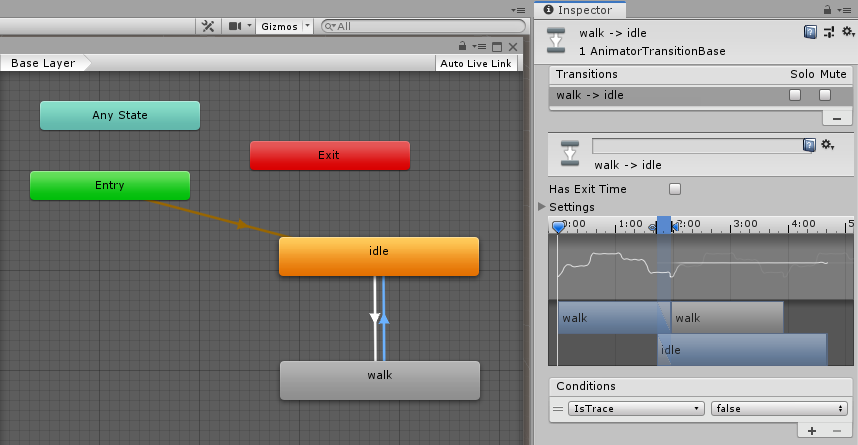 Gizmos
All
Base Layer
Auto Live Link
Any State
Exit
Entry
idle
walk
Inspector
walk -> idle
1 AnimatorTransitionBase
Transitions Solo Mute
walk -> idle
walk -> idle
Has Exit Time
Settings
0:00 1:00 2:00 3:00 4:00 5
walk walk
idle
Conditions
IsTrace false